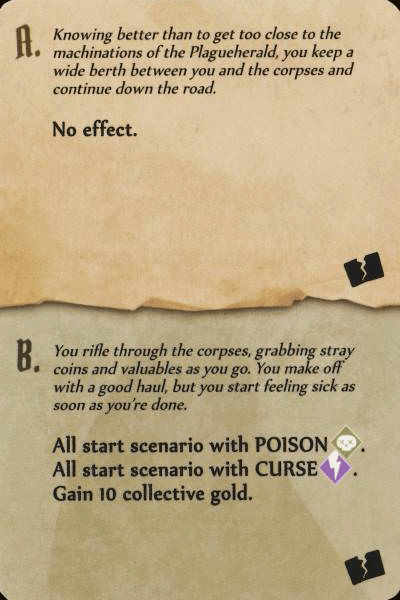 A. Knowing better than to get too close to the
machinations of the Plagueherald, you keep a
wide berth between you and the corpses and
continue down the road.
No effect.
B. You rifle through the corpses, grabbing stray
coins and valuables as you go. You make off
with a good haul, but you start feeling sick as
soon as you're done.
All start scenario with POISON.
All start scenario with CURSE.
Gain 10 collective gold.